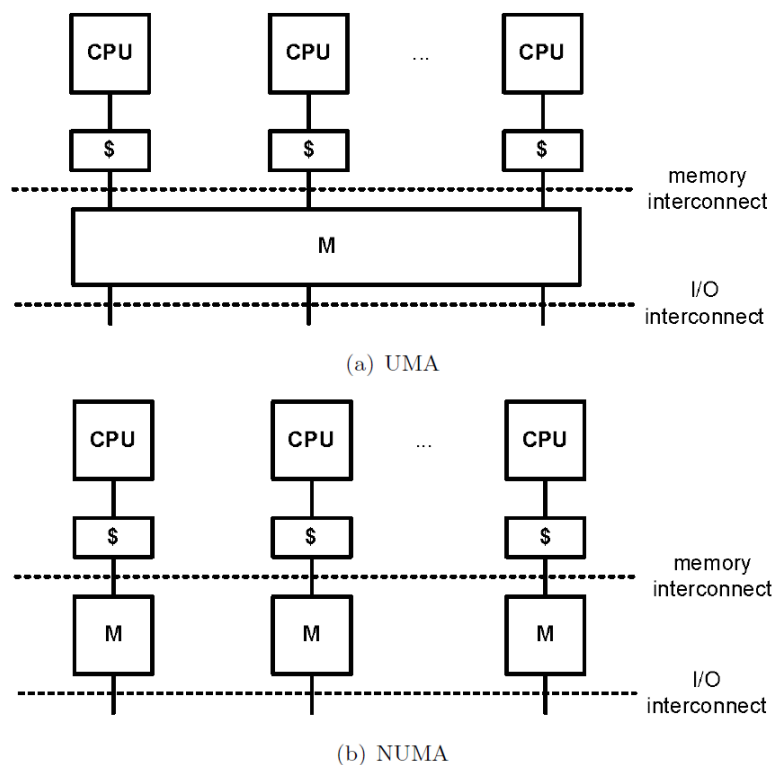 CPU CPU ... CPU
$ $ $
memory
interconnect
M
I/O
interconnect
(a) UMA
CPU CPU ... CPU
$ $ $
memory
interconnect
M M M
I/O
interconnect
(b) NUMA